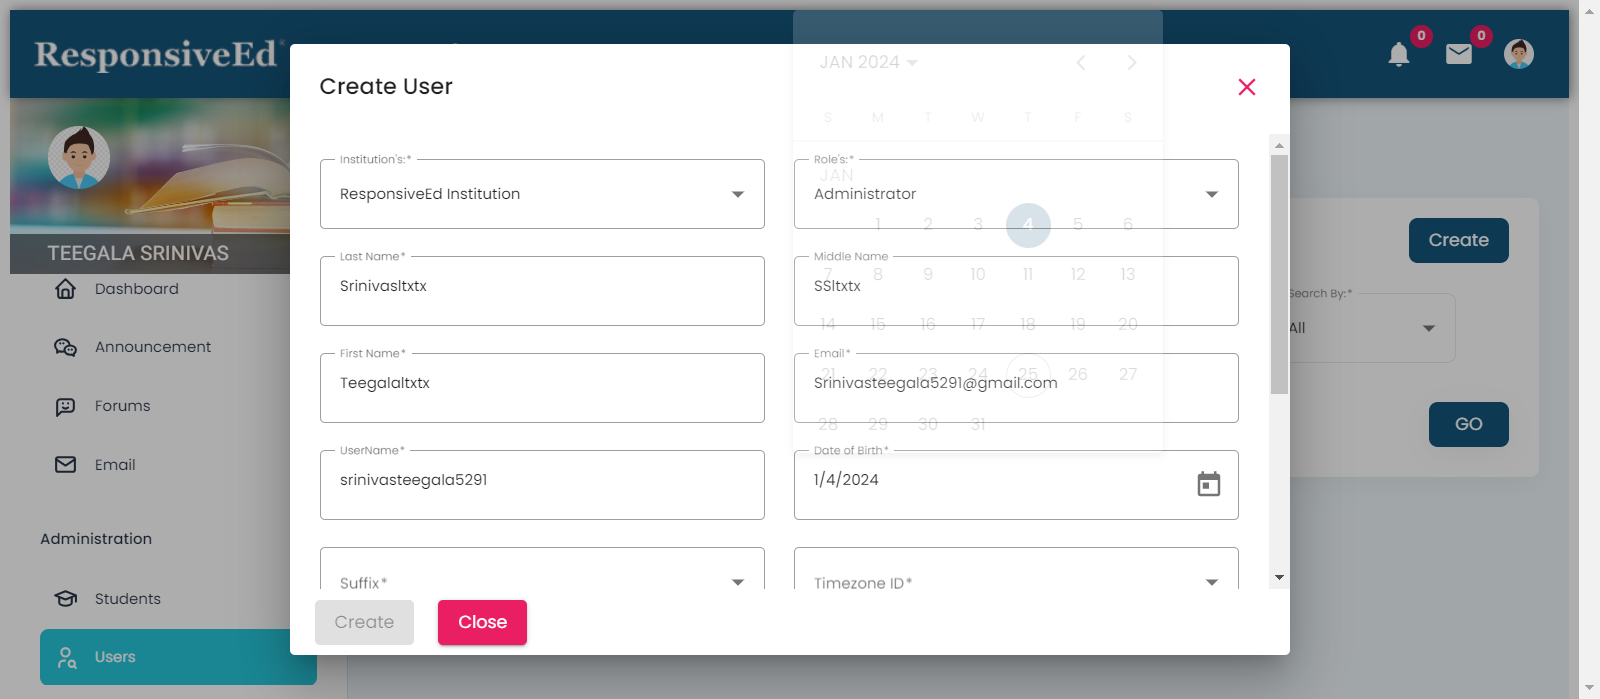 ResponsiveEd
0
0
TEEGALA SRINIVAS
Dashboard
Announcement
Forums
Email
Administration
Students
Users
Create User
JAN 2024
S M T W T F S
JAN
1 2 3 4 5 6
7 8 9 10 11 12 13
14 15 16 17 18 19 20
21 22 23 24 25 26 27
28 29 30 31
Institution's:*
ResponsiveEd Institution
Role's:*
Administrator
Last Name*
Srinivasltxtx
Middle Name
SSltxtx
First Name*
Teegalaltxtx
Email*
Srinivasteegala5291@gmail.com
UserName*
srinivasteegala5291
Date of Birth*
1/4/2024
Suffix*
Timezone ID*
Create
Close
Create
Search By:*
All
GO